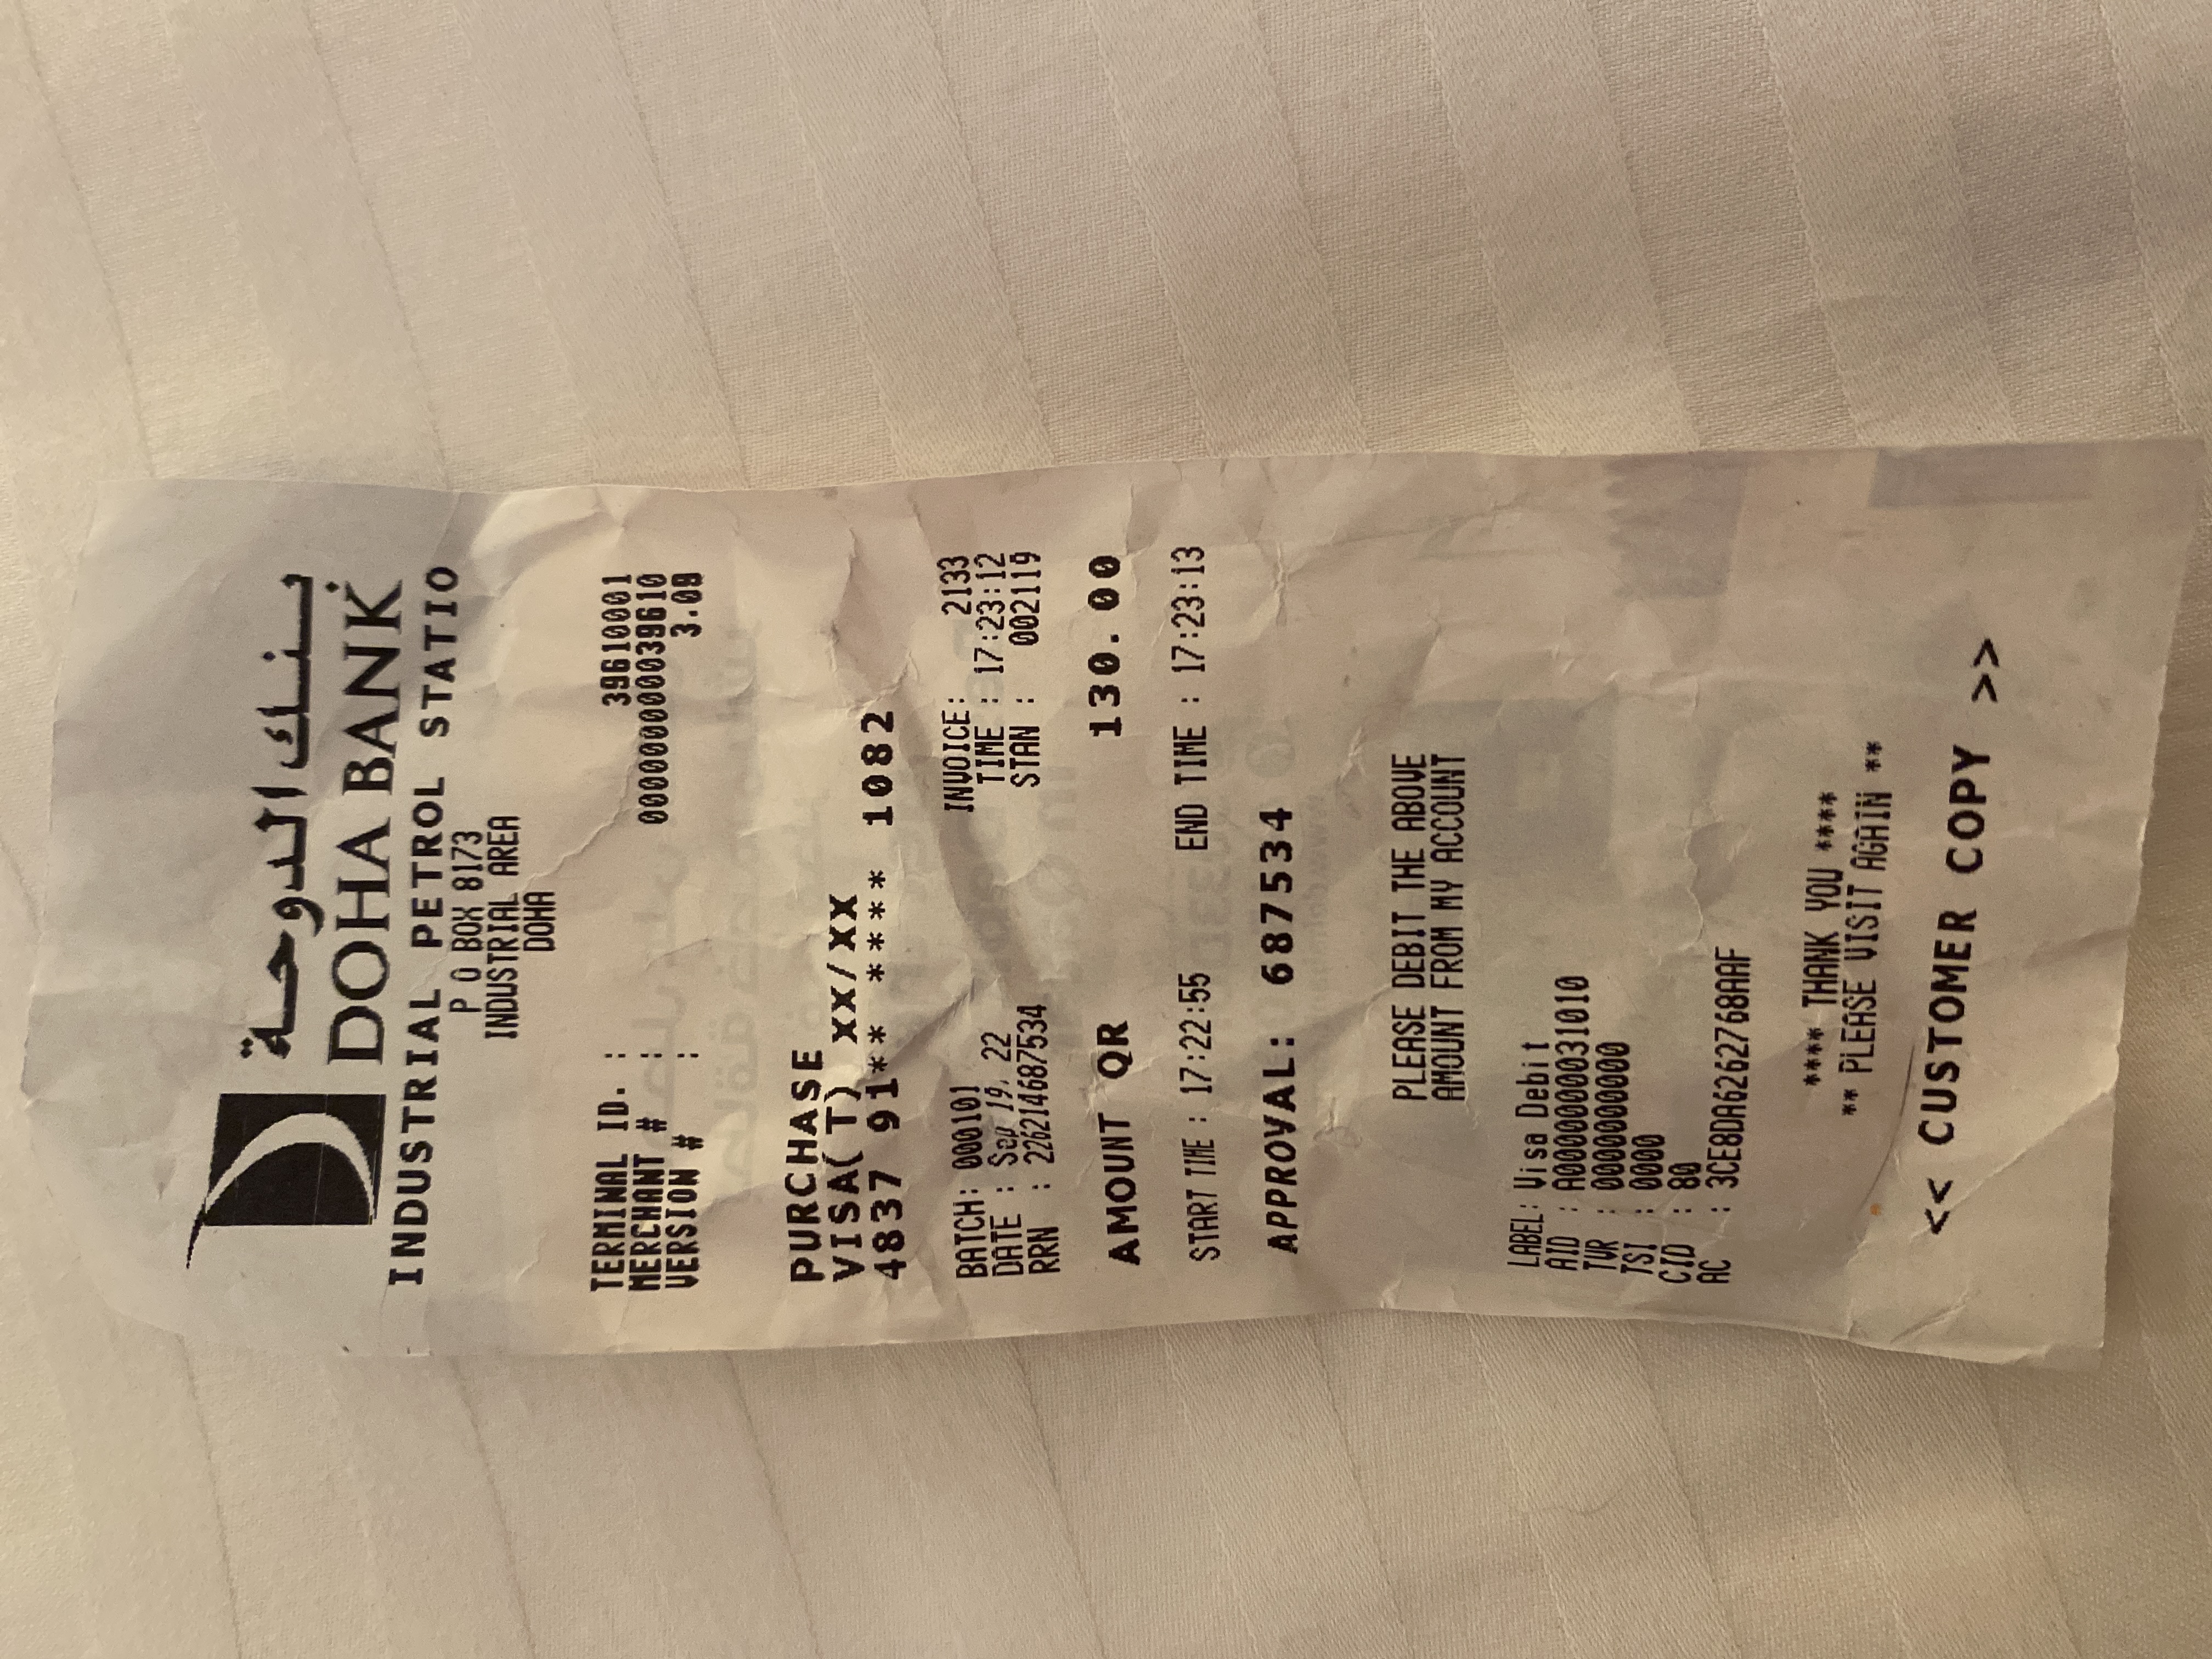 بنك الدوحة
DOHA BANK
INDUSTRIAL PETROL STATIO
P O BOX 8173
INDUSTRIAL AREA
DOHA
TERMINAL ID. : 39610001
MERCHANT # : 000000000039610
VERSION # : 3.08
PURCHASE
VISA( T) XX/XX
4837 91** **** 1082
BATCH: 000101 INVOICE: 2133
DATE : Sep 19, 22 TIME : 17:23:12
RRN : 226214687534 STAN : 002119
AMOUNT QR 130.00
START TIME : 17:22:55 END TIME : 17:23:13
APPROVAL: 687534
PLEASE DEBIT THE ABOVE
AMOUNT FROM MY ACCOUNT
LABEL: Visa Debit
AID : A0000000031010
TVR : 0000000000
TSI : 0000
CID : 80
AC : 3CE8DA6262768AAF
**** THANK YOU ****
** PLEASE VISIT AGAIN **
<< CUSTOMER COPY >>